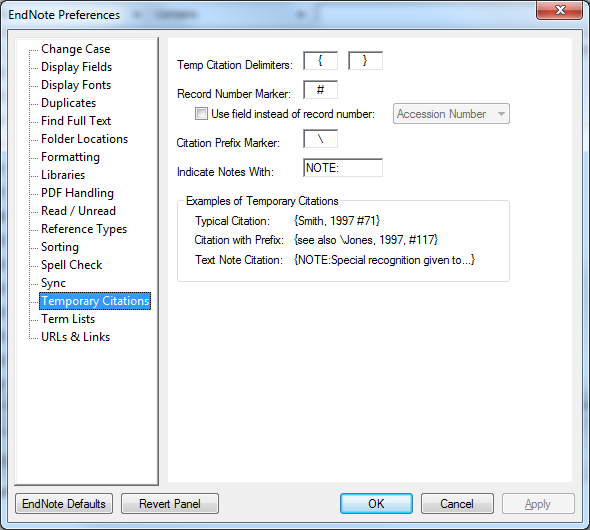 EndNote Preferences
Change Case
Display Fields
Display Fonts
Duplicates
Find Full Text
Folder Locations
Formatting
Libraries
PDF Handling
Read / Unread
Reference Types
Sorting
Spell Check
Sync
Temporary Citations
Term Lists
URLs & Links
Temp Citation Delimiters: { }
Record Number Marker: #
Use field instead of record number: Accession Number
Citation Prefix Marker: \
Indicate Notes With: NOTE:
Examples of Temporary Citations
Typical Citation: {Smith, 1997 #71}
Citation with Prefix: {see also \Jones, 1997, #117}
Text Note Citation: {NOTE:Special recognition given to...}
EndNote Defaults Revert Panel OK Cancel Apply